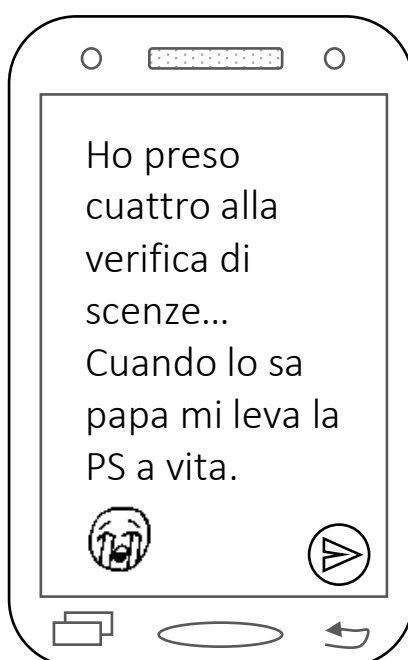 Ho preso
cuattro alla
verifica di
scenze…
Cuando lo sa
papa mi leva la
PS a vita.